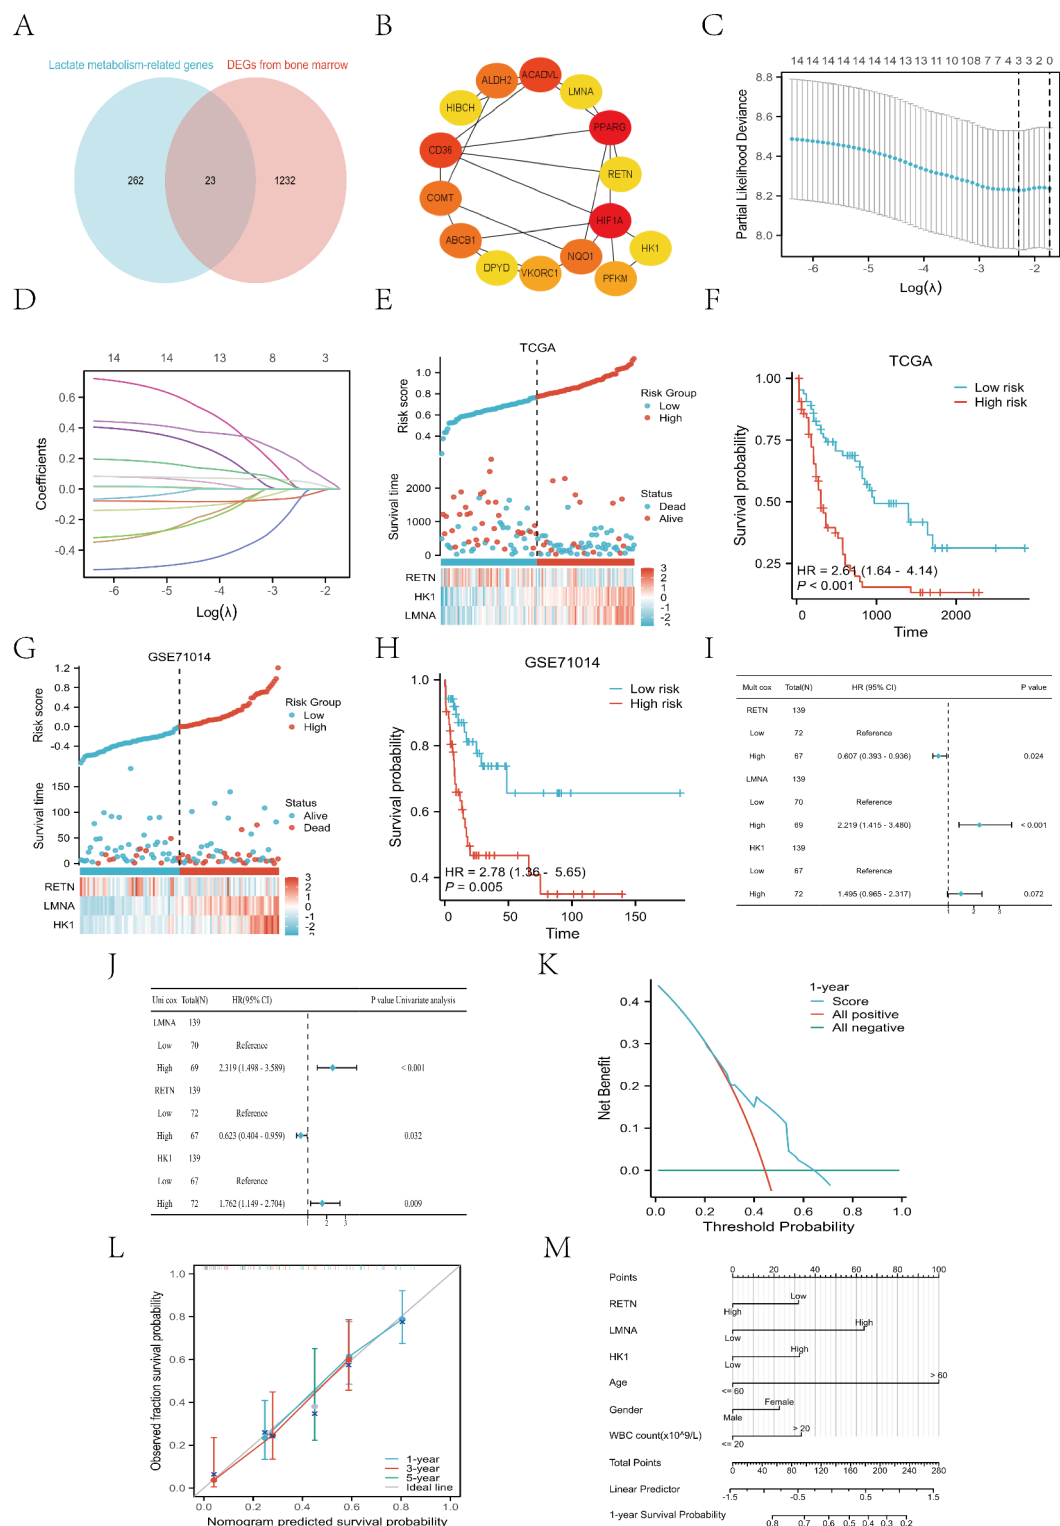 A
Lactate metabolism-related genes
DEGs from bone marrow
262
23
1232
B
ALDH2
ACADVL
LMNA
HIBCH
PPARG
CD36
RETN
COMT
HIF1A
ABCB1
HK1
NQO1
DPYD
VKORC1
PFKM
C
14 14 14 14 14 14 14 14 13 13 11 10 10 8 7 7 4 3 3 2 0
Partial Likelihood Deviance
8.8
8.6
8.4
8.2
8.0
-6 -5 -4 -3 -2
Log(λ)
D
14 14 13 8 3
Coefficients
0.6
0.4
0.2
0.0
-0.2
-0.4
-6 -5 -4 -3 -2
Log(λ)
E
TCGA
Risk score
1.0
0.8
0.6
0.4
Risk Group
Low
High
Survival time
2000
1000
0
Status
Dead
Alive
RETN
HK1
LMNA
3
2
1
0
-1
-2
F
TCGA
Survival probability
1.00
0.75
0.50
0.25
Low risk
High risk
HR = 2.61 (1.64 - 4.14)
P < 0.001
0 1000 2000
Time
G
GSE71014
Risk score
1.2
0.8
0.4
0.0
-0.4
Risk Group
Low
High
Survival time
150
100
50
0
Status
Alive
Dead
RETN
LMNA
HK1
3
2
1
0
-1
-2
H
GSE71014
Survival probability
1.0
0.8
0.6
0.4
Low risk
High risk
HR = 2.78 (1.36 - 5.65)
P = 0.005
0 50 100 150
Time
I
Mult cox Total(N) HR (95% CI) P value
RETN 139
Low 72 Reference
High 67 0.607 (0.393 - 0.936) 0.024
LMNA 139
Low 70 Reference
High 69 2.219 (1.415 - 3.480) < 0.001
HK1 139
Low 67 Reference
High 72 1.495 (0.965 - 2.317) 0.072
1 2 3
J
Uni cox Total(N) HR(95% CI) P value Univariate analysis
LMNA 139
Low 70 Reference
High 69 2.319 (1.498 - 3.589) < 0.001
RETN 139
Low 72 Reference
High 67 0.623 (0.404 - 0.959) 0.032
HK1 139
Low 67 Reference
High 72 1.762 (1.149 - 2.704) 0.009
1 2 3
K
1-year
Score
All positive
All negative
Net Benefit
0.4
0.3
0.2
0.1
0.0
0.0 0.2 0.4 0.6 0.8 1.0
Threshold Probability
L
Observed fraction survival probability
1.0
0.8
0.6
0.4
0.2
0.0
1-year
3-year
5-year
Ideal line
0.0 0.2 0.4 0.6 0.8 1.0
Nomogram predicted survival probability
M
Points
0 20 40 60 80 100
RETN
Low
High
LMNA
High
Low
HK1
High
Low
Age
> 60
<= 60
Gender
Female
Male
WBC count(x10^9/L)
> 20
<= 20
Total Points
0 40 80 120 160 200 240 280
Linear Predictor
-1.5 -0.5 0.5 1.5
1-year Survival Probability
0.8 0.7 0.6 0.5 0.4 0.3 0.2